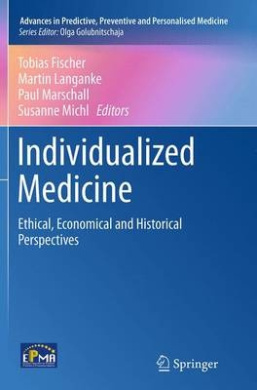 Advances in Predictive, Preventive and Personalised Medicine
Series Editor: Olga Golubnitschaja
Tobias Fischer
Martin Langanke
Paul Marschall
Susanne Michl Editors
Individualized
Medicine
Ethical, Economical and Historical
Perspectives
EPMA
Springer